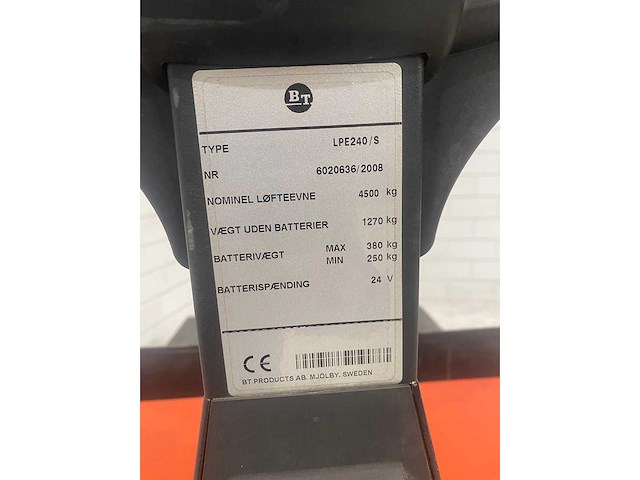 BT
TYPE LPE240/S
NR 6020636/2008
NOMINEL LØFTEEVNE 4500 kg
VÆGT UDEN BATTERIER 1270 kg
BATTERIVÆGT MAX 380 kg
MIN 250 kg
BATTERISPÆNDING 24 V
CE
BT PRODUCTS AB. MJÖLBY. SWEDEN